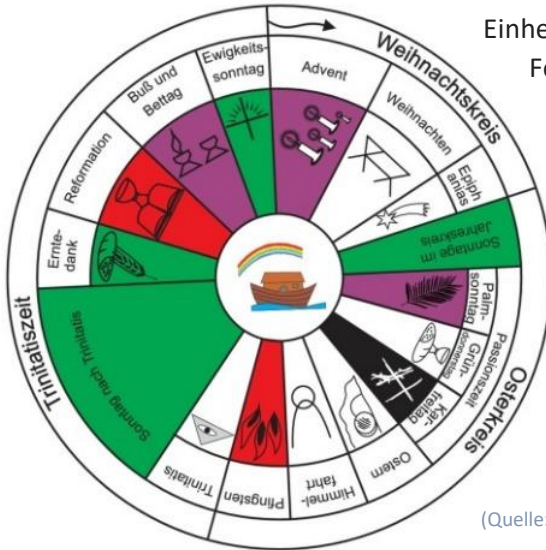 Einhe
Fe
Weihnachtskreis
Advent
Weihnachten
Epiph
anias
Sonntage im
Jahreskreis
Osterkreis
Passionszeit
Palm-
sonntag
Grün-
donnerstag
Kar-
freitag
Ostern
Himmel-
fahrt
Pfingsten
Trinitatis
Trinitatiszeit
Sonntag nach Trinitatis
Ernte-
dank
Reformation
Buß und
Bettag
Ewigkeits-
sonntag
(Quelle: